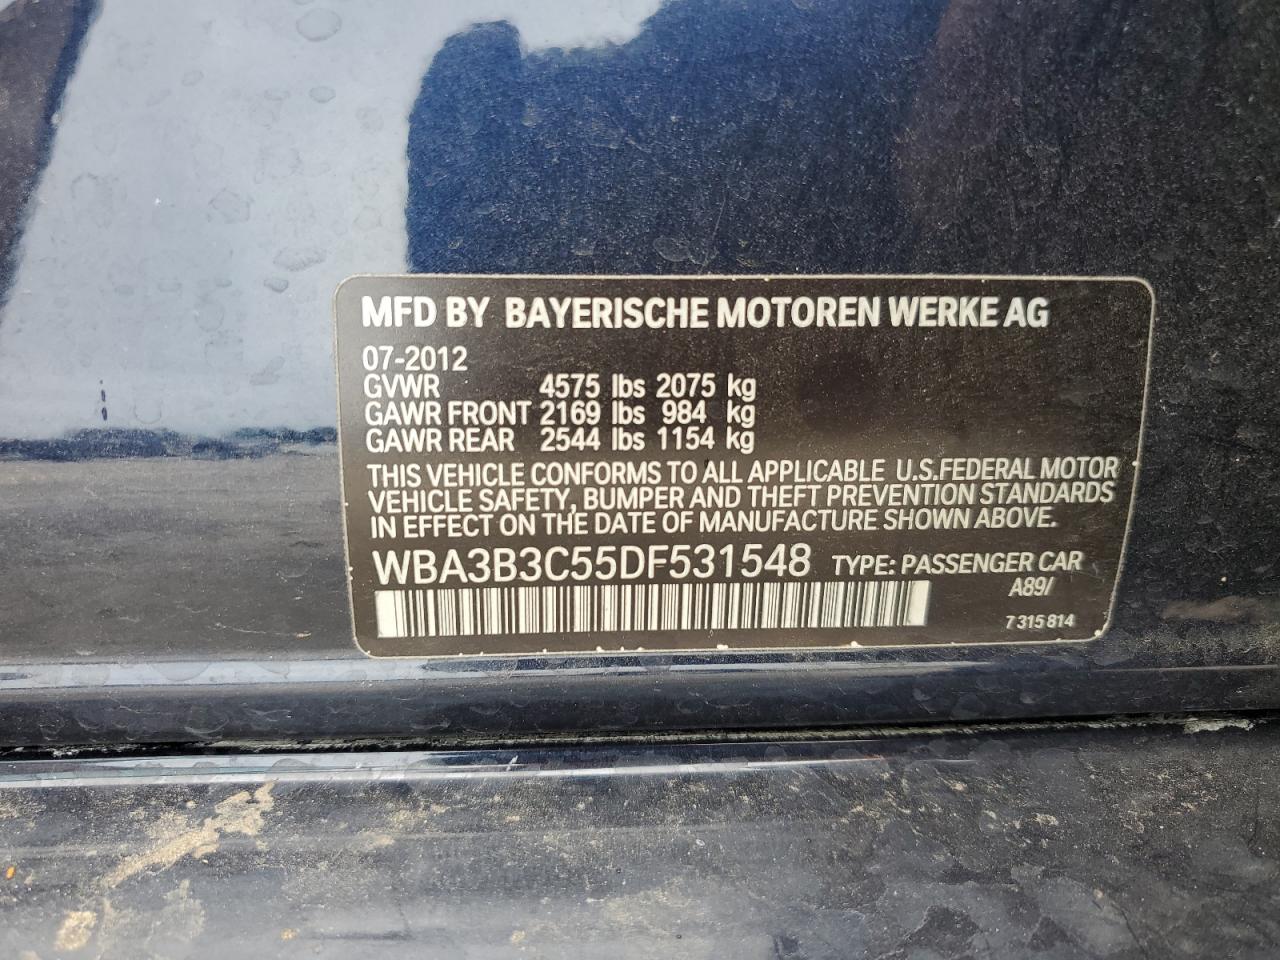 MFD BY BAYERISCHE MOTOREN WERKE AG
07-2012
GVWR 4575 lbs 2075 kg
GAWR FRONT 2169 lbs 984 kg
GAWR REAR 2544 lbs 1154 kg
THIS VEHICLE CONFORMS TO ALL APPLICABLE U.S.FEDERAL MOTOR
VEHICLE SAFETY, BUMPER AND THEFT PREVENTION STANDARDS
IN EFFECT ON THE DATE OF MANUFACTURE SHOWN ABOVE.
WBA3B3C55DF531548 TYPE: PASSENGER CAR
A89/
7 315 814